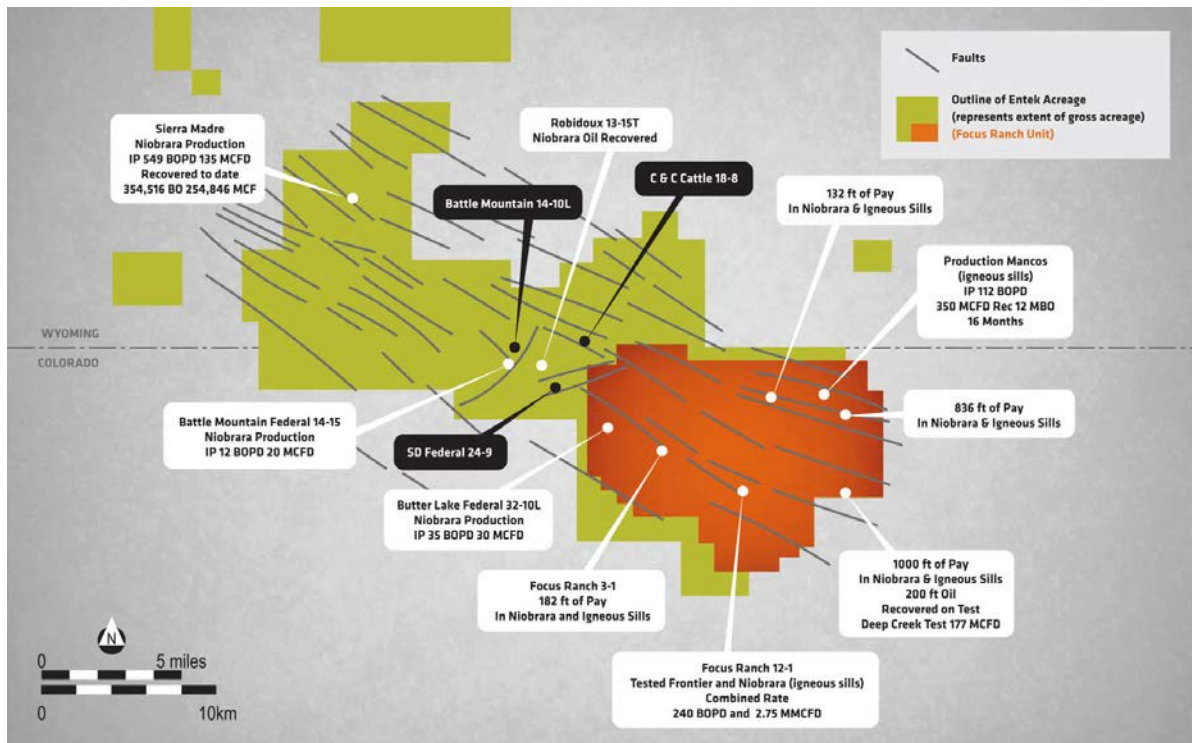 Faults
Outline of Entek Acreage
(represents extent of gross acreage)
(Focus Ranch Unit)
Sierra Madre
Niobrara Production
IP 549 BOPD 135 MCFD
Recovered to date
354,516 BO 254,846 MCF
Robidoux 13-15T
Niobrara Oil Recovered
Battle Mountain 14-10L
C & C Cattle 18-8
132 ft of Pay
In Niobrara & Igneous Sills
Production Mancos
(igneous sills)
IP 112 BOPD
350 MCFD Rec 12 MBO
16 Months
WYOMING
COLORADO
836 ft of Pay
In Niobrara & Igneous Sills
Battle Mountain Federal 14-15
Niobrara Production
IP 12 BOPD 20 MCFD
SD Federal 24-9
Butter Lake Federal 32-10L
Niobrara Production
IP 35 BOPD 30 MCFD
Focus Ranch 3-1
182 ft of Pay
In Niobrara and Igneous Sills
1000 ft of Pay
In Niobrara & Igneous Sills
200 ft Oil
Recovered on Test
Deep Creek Test 177 MCFD
Focus Ranch 12-1
Tested Frontier and Niobrara (igneous sills)
Combined Rate
240 BOPD and 2.75 MMCFD
N
0 5 miles
0 10km